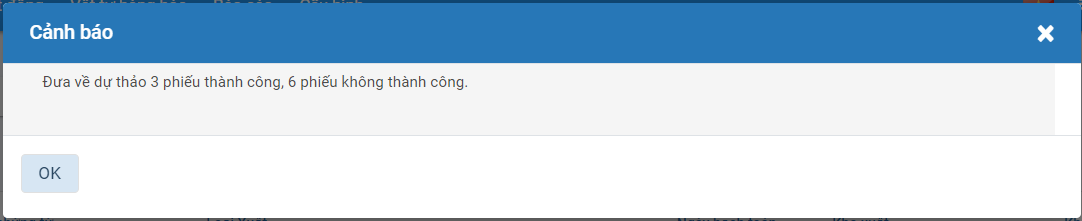 Cảnh báo
Đưa về dự thảo 3 phiếu thành công, 6 phiếu không thành công.
OK